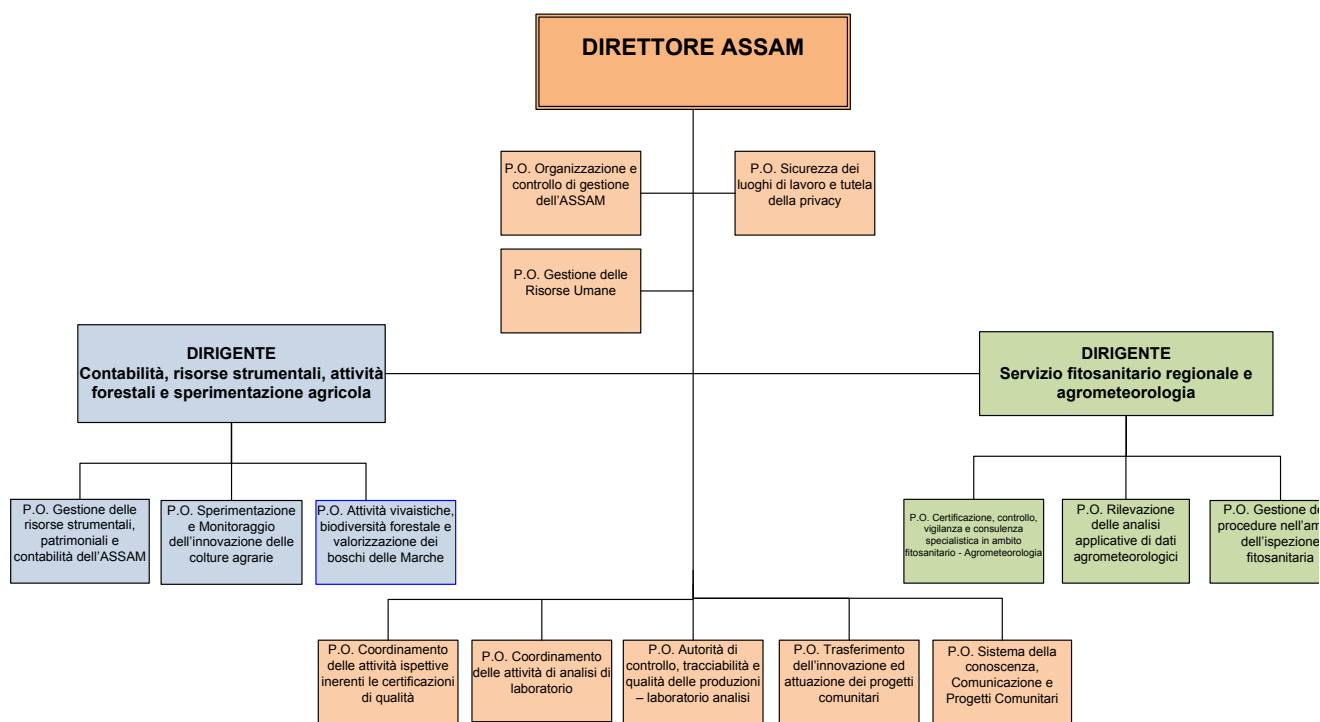 DIRETTORE ASSAM
P.O. Organizzazione e
controllo di gestione
dell'ASSAM
P.O. Sicurezza dei
luoghi di lavoro e tutela
della privacy
P.O. Gestione delle
Risorse Umane
DIRIGENTE
Contabilità, risorse strumentali, attività
forestali e sperimentazione agricola
DIRIGENTE
Servizio fitosanitario regionale e
agrometeorologia
P.O. Gestione delle
risorse strumentali,
patrimoniali e
contabilità dell'ASSAM
P.O. Sperimentazione
e Monitoraggio
dell'innovazione delle
colture agrarie
P.O. Attività vivaistiche,
biodiversità forestale e
valorizzazione dei
boschi delle Marche
P.O. Certificazione, controllo,
vigilanza e consulenza
specialistica in ambito
fitosanitario - Agrometeorologia
P.O. Rilevazione
delle analisi
applicative di dati
agrometeorologici
P.O. Gestione
procedure
dell'ispezione
fitosanitaria
P.O. Coordinamento
delle attività ispettive
inerenti le certificazioni
di qualità
P.O. Coordinamento
delle attività di analisi di
laboratorio
P.O. Autorità di
controllo, tracciabilità e
qualità delle produzioni
– laboratorio analisi
P.O. Trasferimento
dell'innovazione ed
attuazione dei progetti
comunitari
P.O. Sistema della
conoscenza,
Comunicazione e
Progetti Comunitari